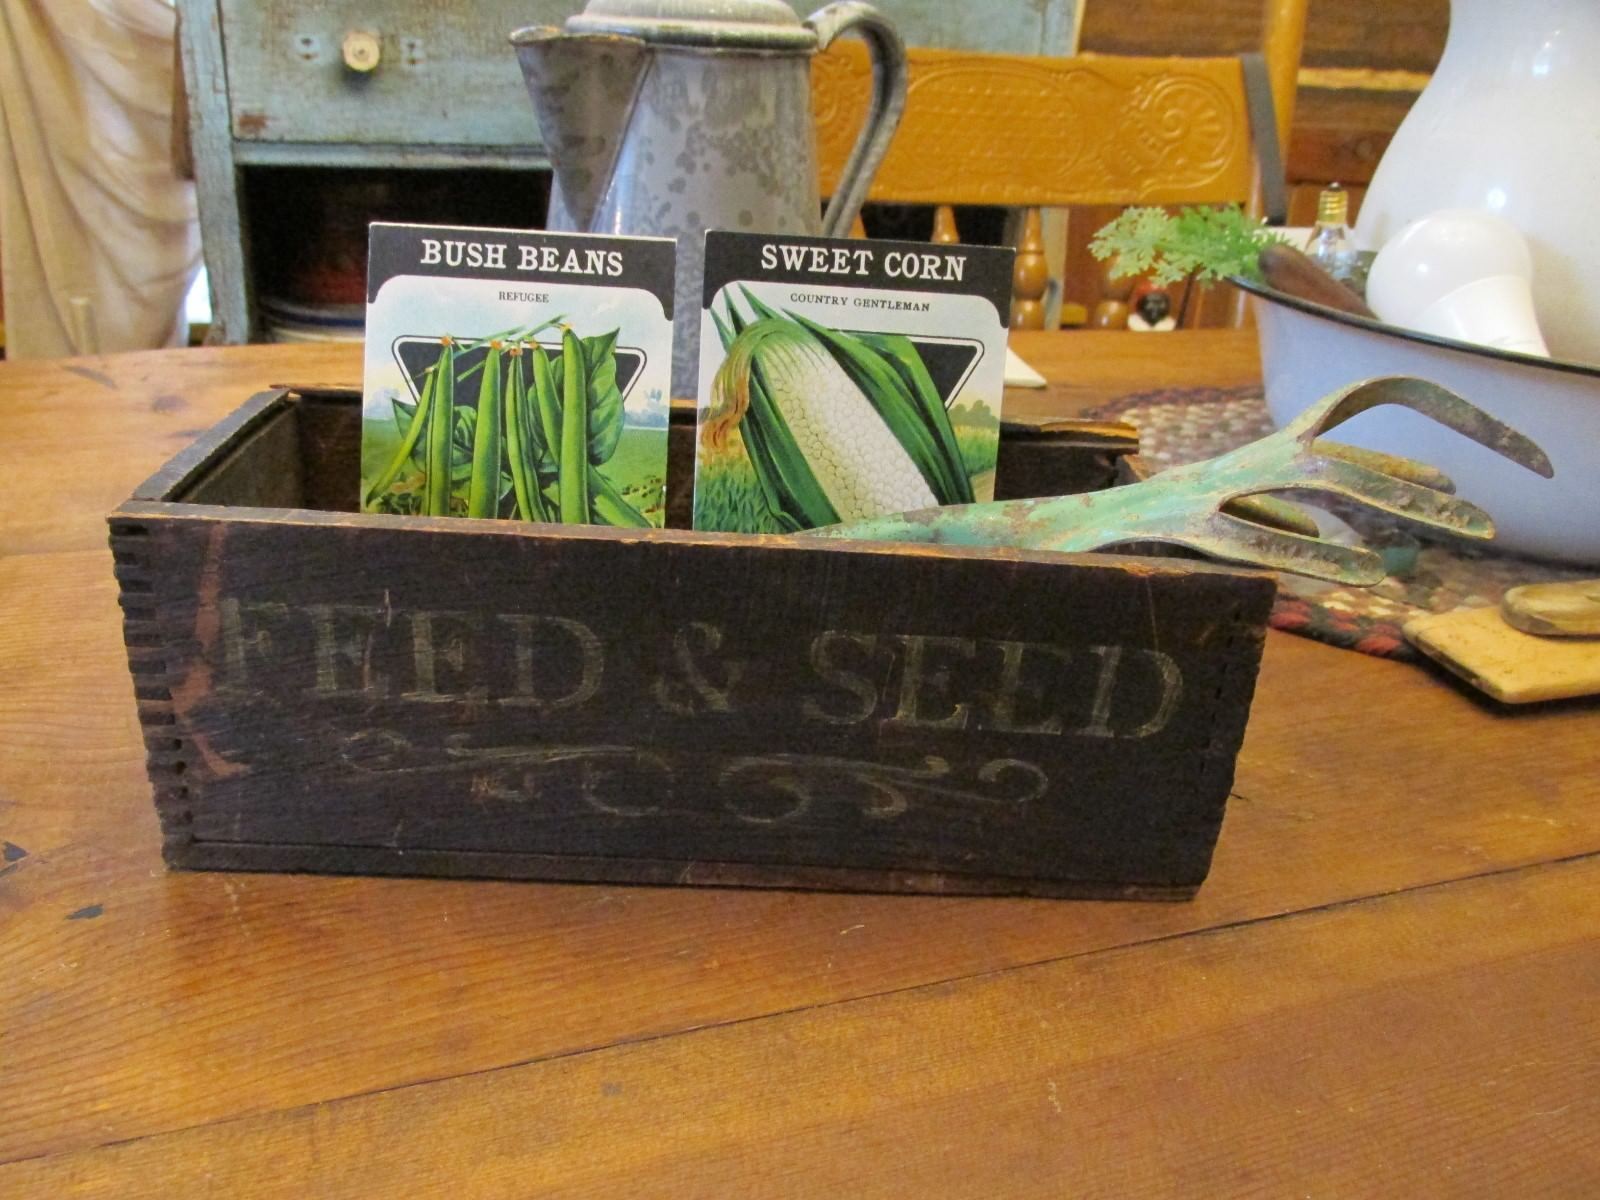 BUSH BEANS
REFUGEE
SWEET CORN
COUNTRY GENTLEMAN
FEED & SEED